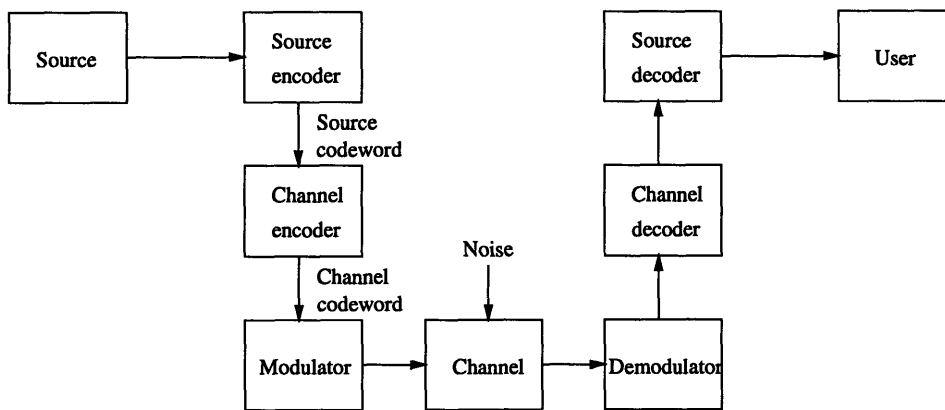 Source
Source
encoder
Source
codeword
Channel
encoder
Channel
codeword
Modulator
Noise
Channel
Demodulator
Channel
decoder
Source
decoder
User